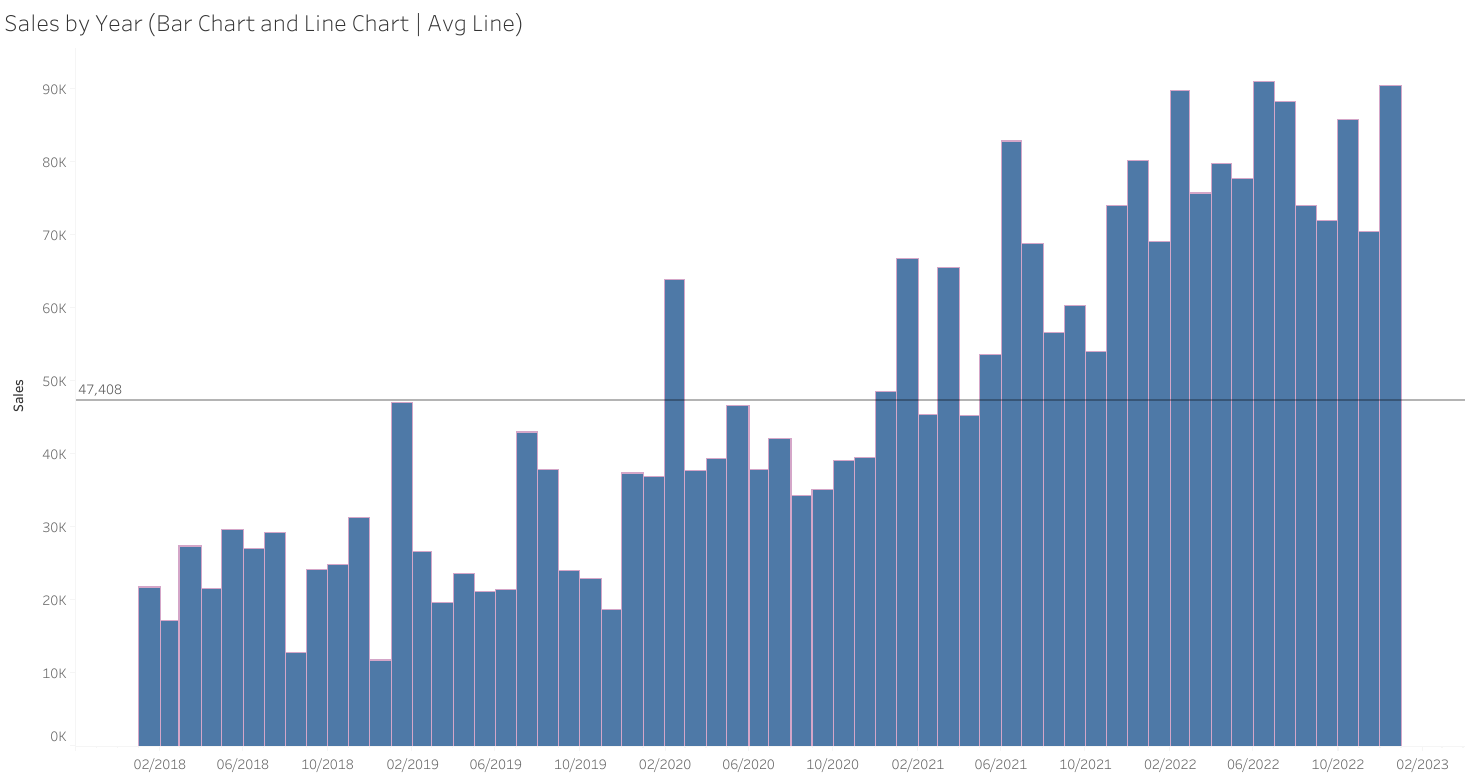 Sales by Year (Bar Chart and Line Chart | Avg Line)
90K
80K
70K
60K
50K
47,408
Sales
40K
30K
20K
10K
0K
02/2018 06/2018 10/2018 02/2019 06/2019 10/2019 02/2020 06/2020 10/2020 02/2021 06/2021 10/2021 02/2022 06/2022 10/2022 02/2023